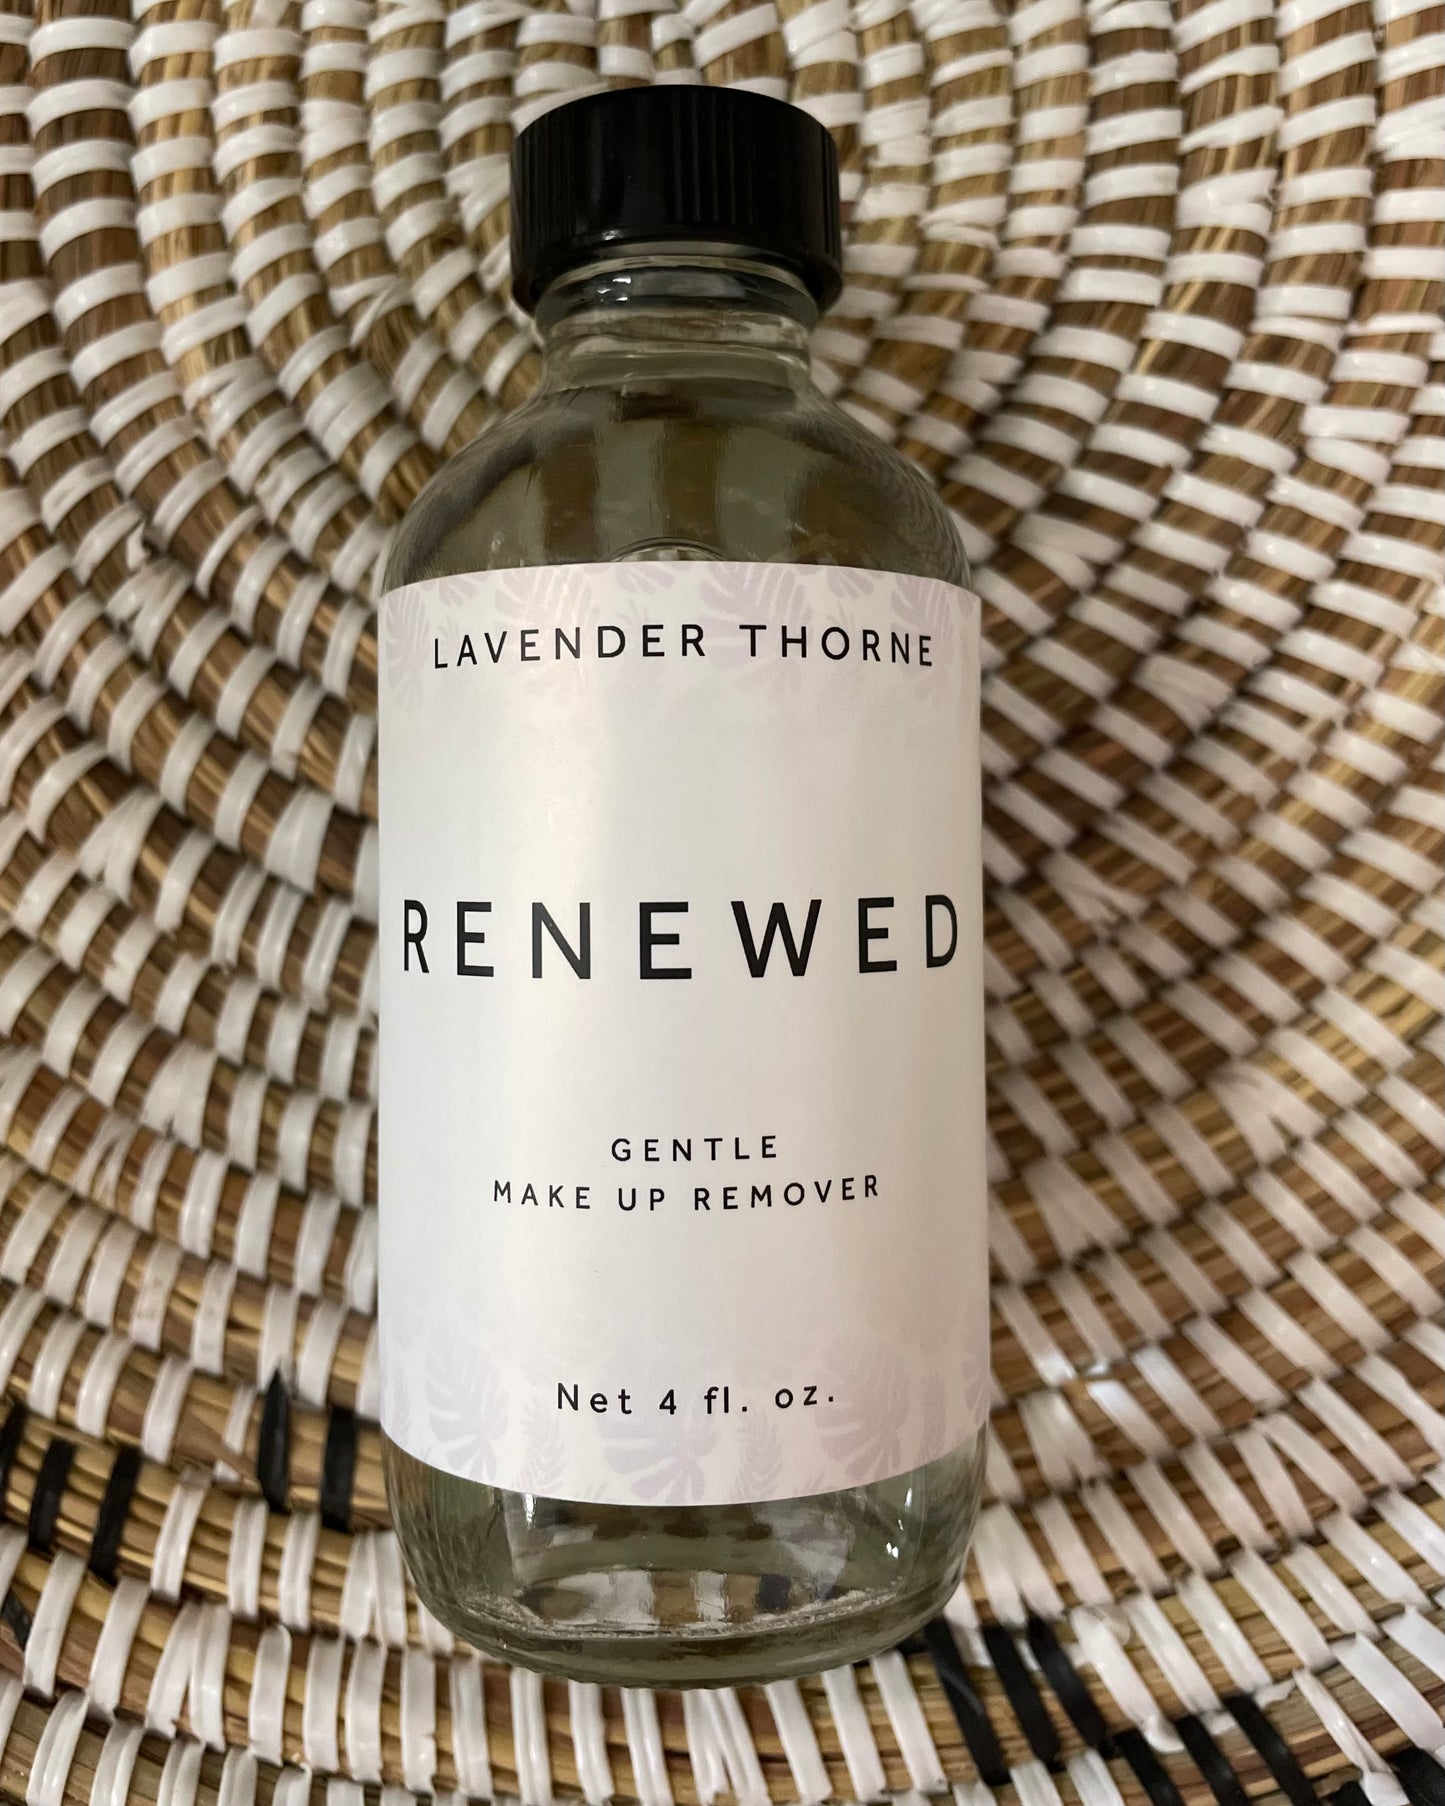 LAVENDER THORNE
RENEWED
GENTLE
MAKE UP REMOVER
Net 4 fl. oz.